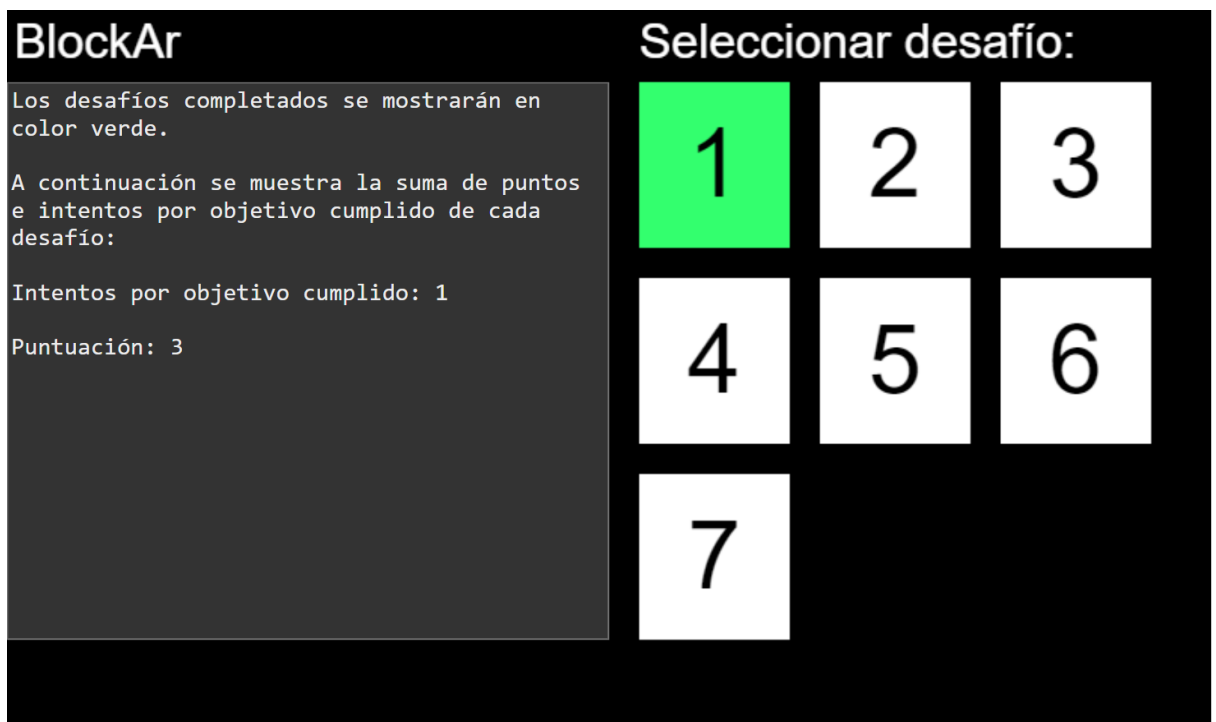 BlockAr
Los desafíos completados se mostrarán en
color verde.
A continuación se muestra la suma de puntos
e intentos por objetivo cumplido de cada
desafío:
Intentos por objetivo cumplido: 1
Puntuación: 3
Seleccionar desafío:
1 2 3
4 5 6
7